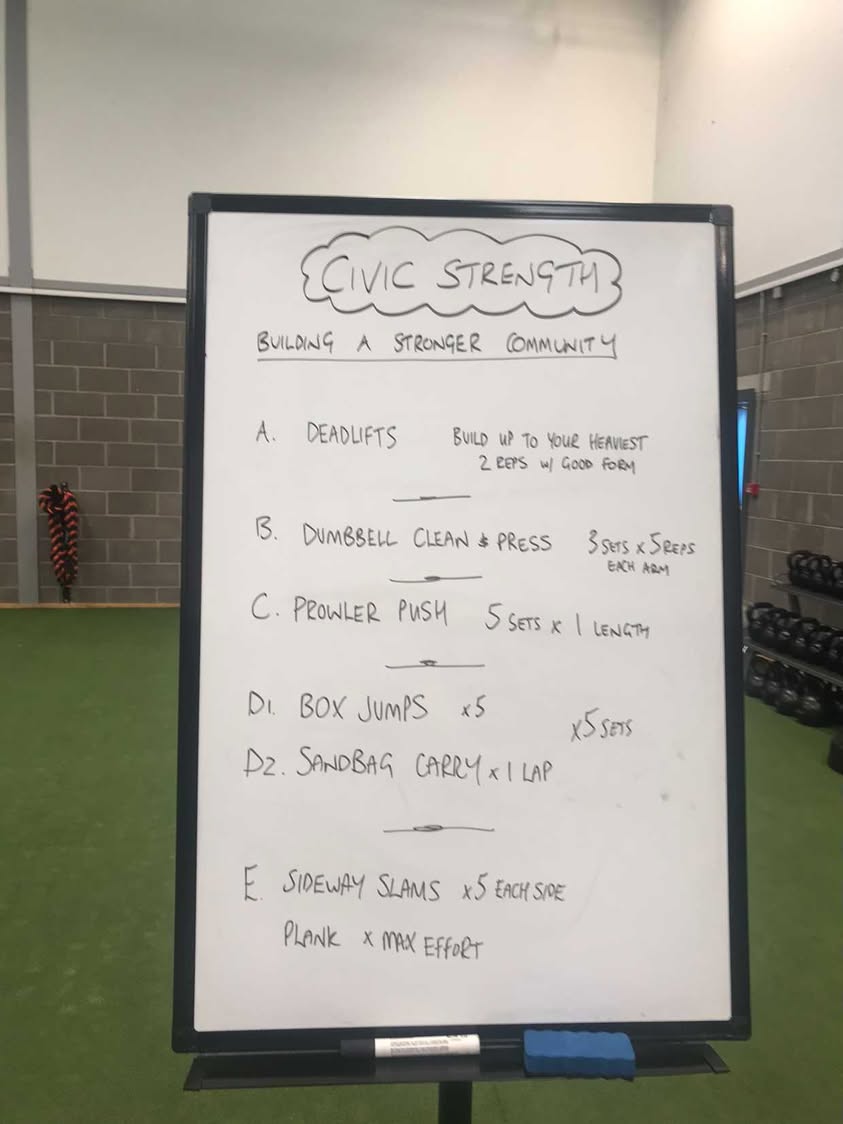 CIVIC STRENGTH
BUILDING A STRONGER COMMUNITY
A. DEADLIFTS BUILD UP TO YOUR HEAVIEST
2 REPS W/ GOOD FORM
B. DUMBBELL CLEAN & PRESS 3 SETS x 5 REPS
EACH ARM
C. PROWLER PUSH 5 SETS x 1 LENGTH
D1. BOX JUMPS x5
x5 SETS
D2. SANDBAG CARRY x 1 LAP
E. SIDEWAY SLAMS x5 EACH SIDE
PLANK x MAX EFFORT